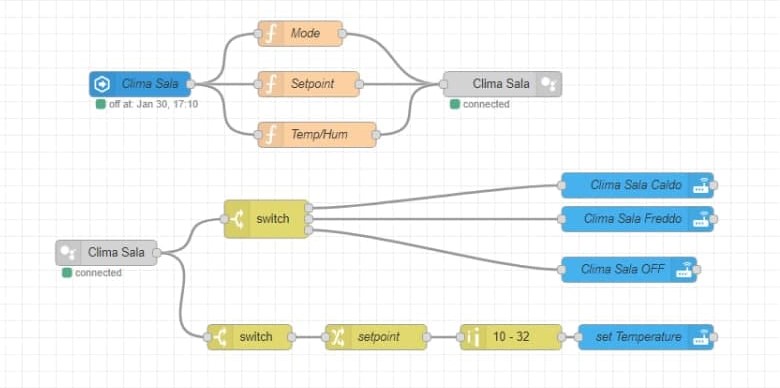 Mode
Clima Sala
Setpoint
Clima Sala
off at: Jan 30, 17:10
connected
Temp/Hum
Clima Sala Caldo
switch
Clima Sala Freddo
Clima Sala
connected
Clima Sala OFF
switch
setpoint
10 - 32
set Temperature